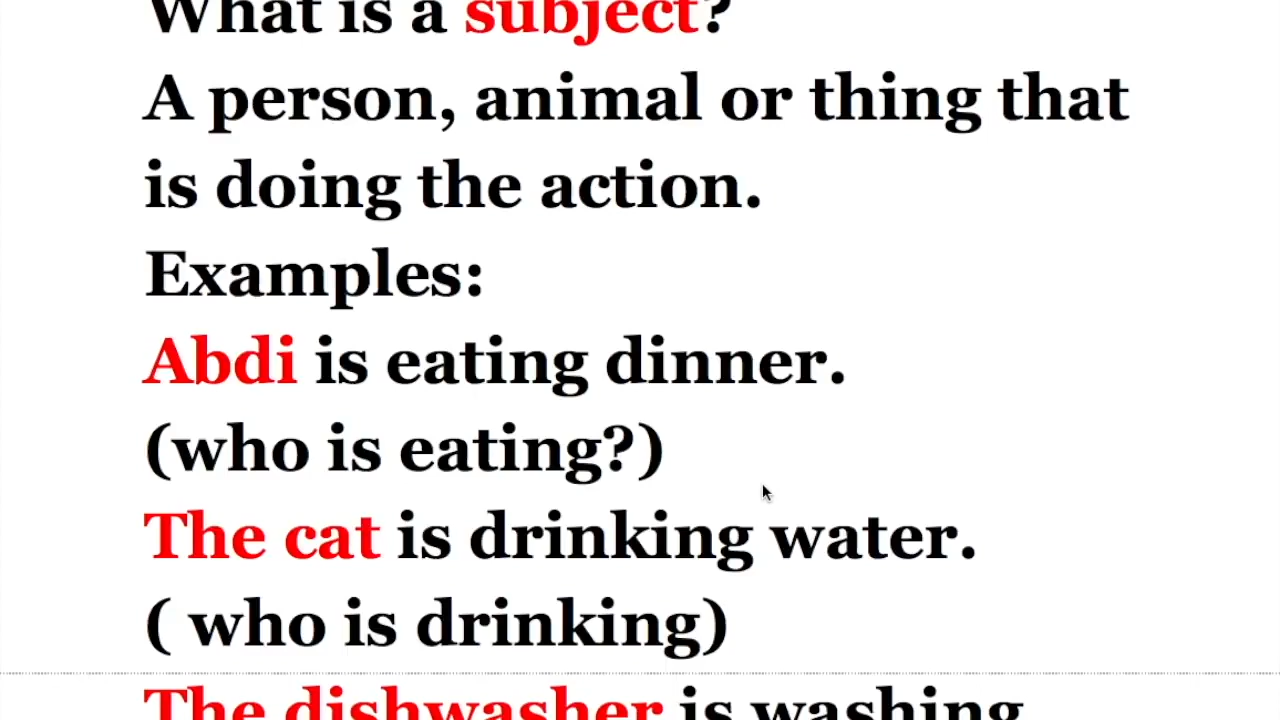 What is a subject?
A person, animal or thing that
is doing the action.
Examples:
Abdi is eating dinner.
(who is eating?)
The cat is drinking water.
( who is drinking)
The dishwasher is washing